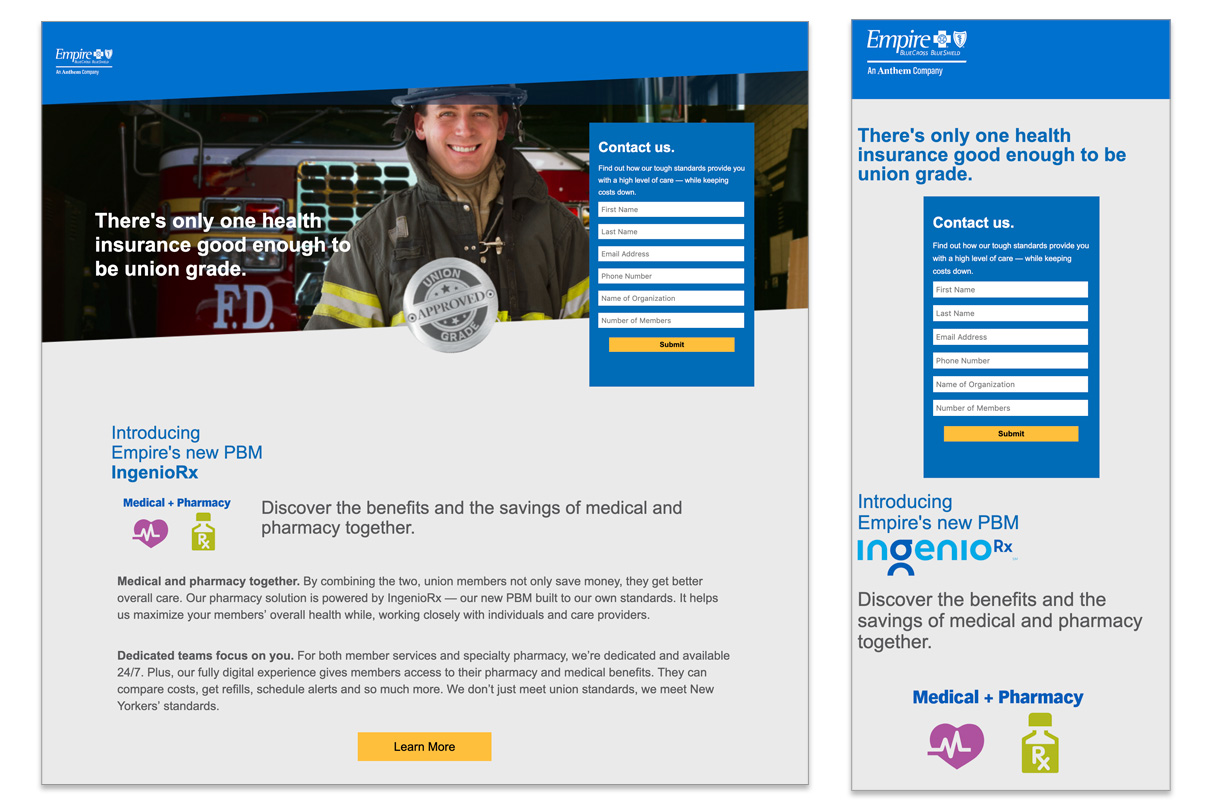 Empire
BlueCross BlueShield
An Anthem Company
There's only one health
insurance good enough to
be union grade.
F.D.
UNION
APPROVED
GRADE
Contact us.
Find out how our tough standards provide you
with a high level of care — while keeping
costs down.
First Name
Last Name
Email Address
Phone Number
Name of Organization
Number of Members
Submit
Introducing
Empire's new PBM
IngenioRx
Medical + Pharmacy
Rx
Discover the benefits and the savings of medical and
pharmacy together.
Medical and pharmacy together. By combining the two, union members not only save money, they get better
overall care. Our pharmacy solution is powered by IngenioRx — our new PBM built to our own standards. It helps
us maximize your members’ overall health while, working closely with individuals and care providers.
Dedicated teams focus on you. For both member services and specialty pharmacy, we’re dedicated and available
24/7. Plus, our fully digital experience gives members access to their pharmacy and medical benefits. They can
compare costs, get refills, schedule alerts and so much more. We don’t just meet union standards, we meet New
Yorkers’ standards.
Learn More
Empire
BlueCross BlueShield
An Anthem Company
There's only one health
insurance good enough to be
union grade.
Contact us.
Find out how our tough standards provide you
with a high level of care — while keeping
costs down.
First Name
Last Name
Email Address
Phone Number
Name of Organization
Number of Members
Submit
Introducing
Empire's new PBM
ingenioRx
Discover the benefits and the
savings of medical and pharmacy
together.
Medical + Pharmacy
Rx